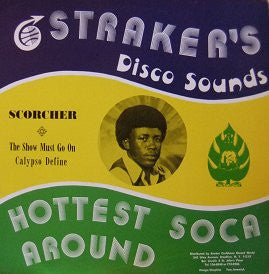 STRAKER'S
Disco Sounds
SCORCHER
The Show Must Go On
Calypso Define
HOTTEST SOCA
AROUND